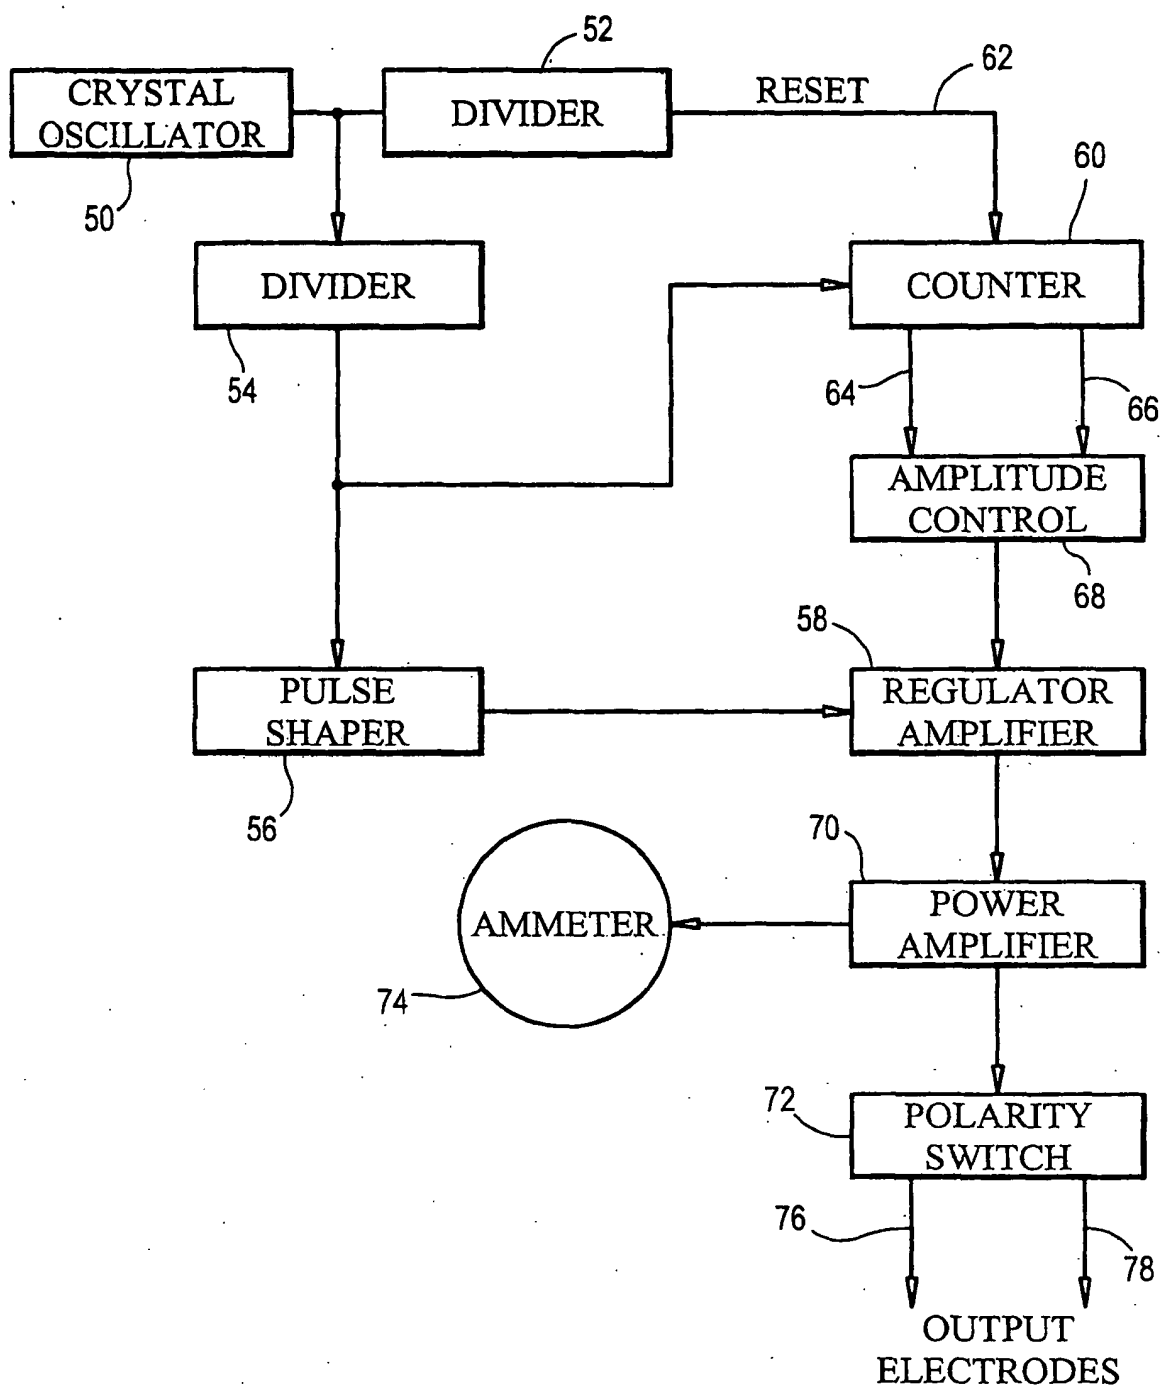 52
CRYSTAL
OSCILLATOR
DIVIDER
RESET
62
50
60
DIVIDER
COUNTER
54
64
66
AMPLITUDE
CONTROL
68
58
PULSE
SHAPER
REGULATOR
AMPLIFIER
56
70
AMMETER
POWER
AMPLIFIER
74
72
POLARITY
SWITCH
76
78
OUTPUT
ELECTRODES